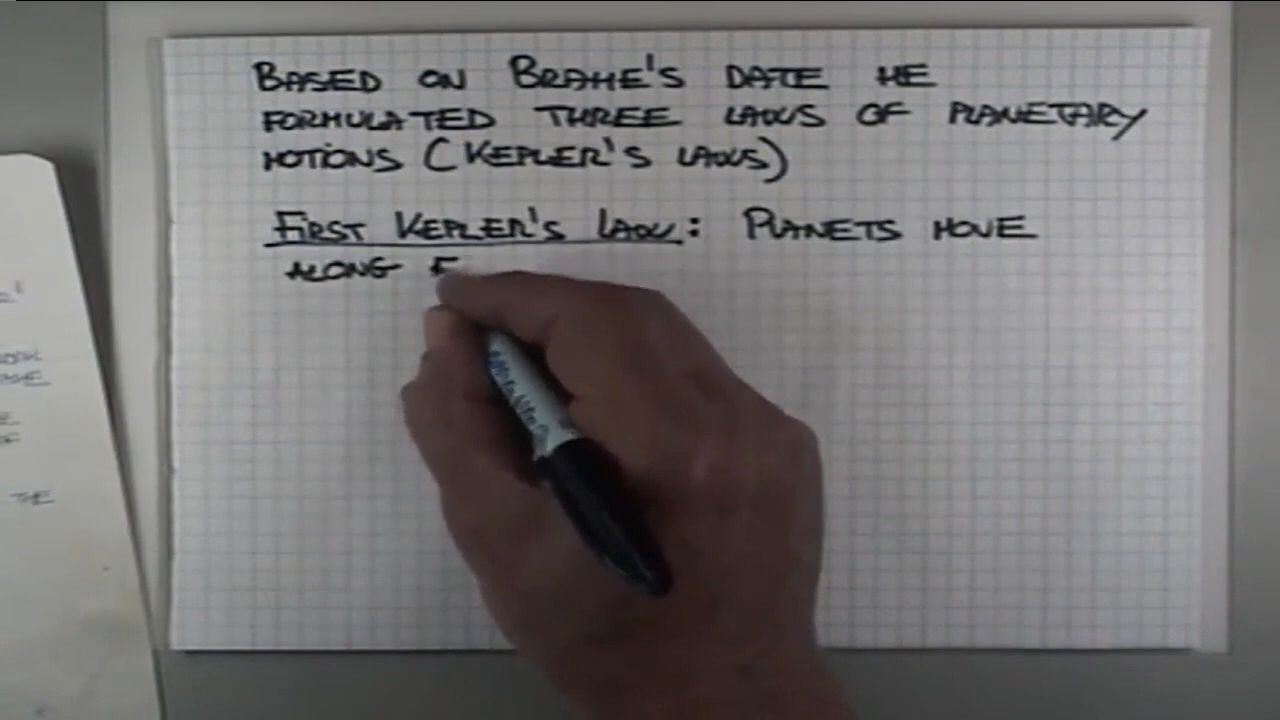 BASED ON BRAHE'S DATE HE
FORMULATED THREE LAWS OF PLANETARY
MOTIONS (KEPLER'S LAWS)
FIRST KEPLER'S LAW: PLANETS MOVE
ALONG E
THE